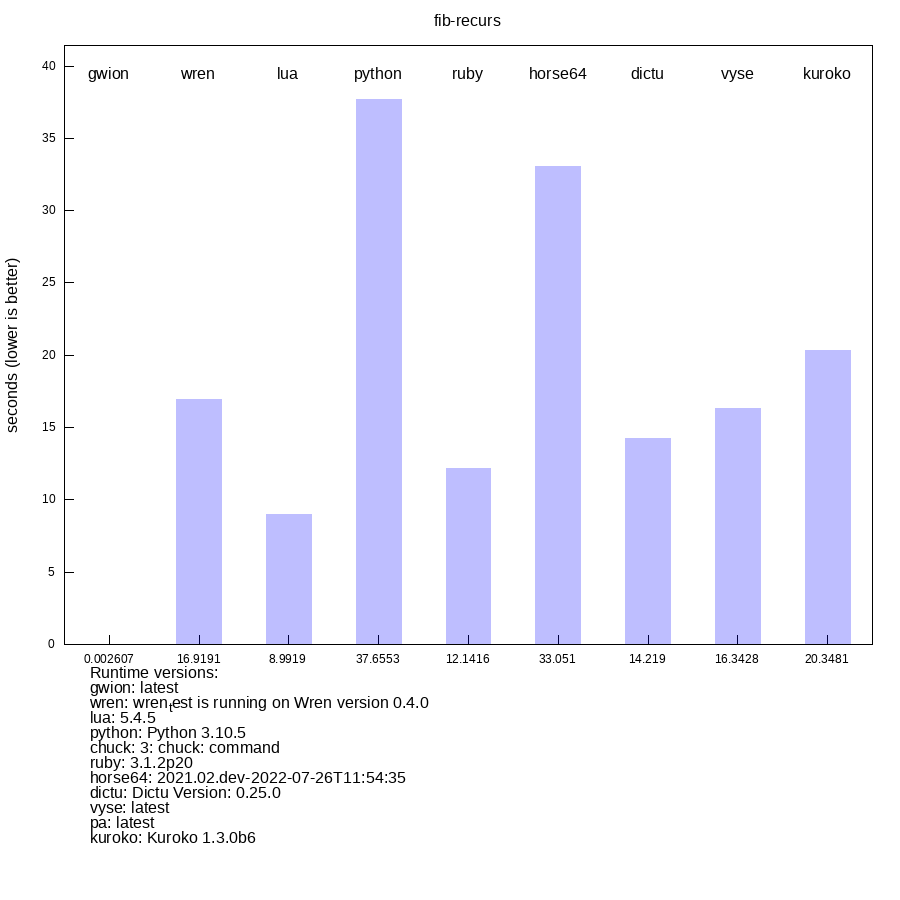 fib-recurs
gwion wren lua python ruby horse64 dictu vyse kuroko
40
35
30
25
20
15
10
5
0
seconds (lower is better)
0.002607 16.9191 8.9919 37.6553 12.1416 33.051 14.219 16.3428 20.3481
Runtime versions:
gwion: latest
wren: wrentest is running on Wren version 0.4.0
lua: 5.4.5
python: Python 3.10.5
chuck: 3: chuck: command
ruby: 3.1.2p20
horse64: 2021.02.dev-2022-07-26T11:54:35
dictu: Dictu Version: 0.25.0
vyse: latest
pa: latest
kuroko: Kuroko 1.3.0b6